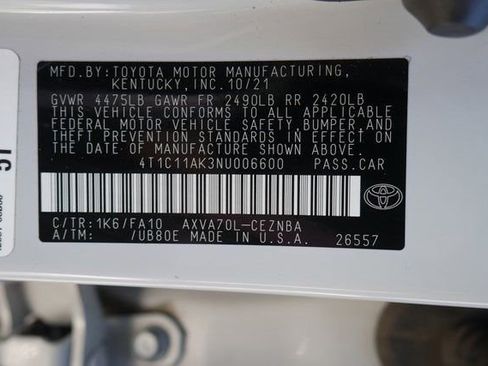 MFD.BY:TOYOTA MOTOR MANUFACTURING,
KENTUCKY,INC.10/21
GVWR 4475LB GAWR FR 2490LB RR 2420LB
THIS VEHICLE CONFORMS TO ALL APPLICABLE
FEDERAL MOTOR VEHICLE SAFETY,BUMPER,AND
THEFT PREVENTION STANDARDS IN EFFECT ON
THE DATE OF MANUFACTURE SHOWN ABOVE.
4T1C11AK3NU006600 PASS.CAR
C/TR:1K6/FA10 AXVA70L-CEZNBA
A/TM: /UB80E MADE IN U.S.A. 26557